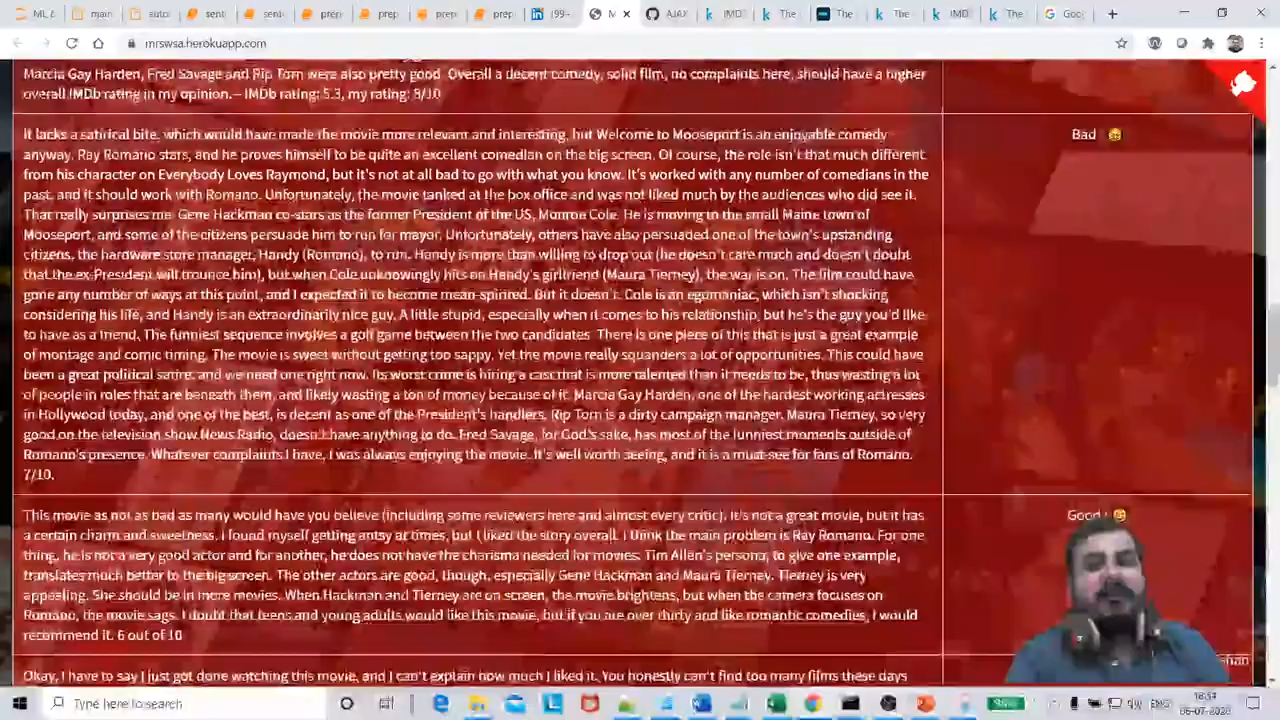 ML &
auto
senti
senti
prep
prep
prep
prep
(99+
M
AJAX
IMD
The
The
The
IMD
The
Goog
mrswsa.herokuapp.com
Marcia Gay Harden, Fred Savage and Rip Torn were also pretty good. Overall a decent comedy, solid film, no complaints here, should have a higher
overall IMDb rating in my opinion.-- IMDb rating: 5.3, my rating: 8/10
It lacks a satirical bite, which would have made the movie more relevant and interesting, but Welcome to Mooseport is an enjoyable comedy
anyway. Ray Romano stars, and he proves himself to be quite an excellent comedian on the big screen. Of course, the role isn't that much different
from his character on Everybody Loves Raymond, but it's not at all bad to go with what you know. It's worked with any number of comedians in the
past, and it should work with Romano. Unfortunately, the movie tanked at the box office and was not liked much by the audiences who did see it.
That really surprises me. Gene Hackman co-stars as the former President of the US, Monroe Cole. He is moving to the small Maine town of
Mooseport, and some of the citizens persuade him to run for mayor. Unfortunately, others have also persuaded one of the town's upstanding
citizens, the hardware store manager, Handy (Romano), to run. Handy is more than willing to drop out (he doesn't care much and doesn't doubt
that the ex-President will trounce him), but when Cole unknowingly hits on Handy's girlfriend (Maura Tierney), the war is on. The film could have
gone any number of ways at this point, and I expected it to become mean-spirited. But it doesn't. Cole is an egomaniac, which isn't shocking
considering his life, and Handy is an extraordinarily nice guy. A little stupid, especially when it comes to his relationship, but he's the guy you'd like
to have as a friend. The funniest sequence involves a golf game between the two candidates. There is one piece of this that is just a great example
of montage and comic timing. The movie is sweet without getting too sappy. Yet the movie really squanders a lot of opportunities. This could have
been a great political satire, and we need one right now. Its worst crime is hiring a cast that is more talented than it needs to be, thus wasting a lot
of people in roles that are beneath them, and likely wasting a ton of money because of it. Marcia Gay Harden, one of the hardest working actresses
in Hollywood today, and one of the best, is decent as one of the President's handlers. Rip Torn is a dirty campaign manager. Maura Tierney, so very
good on the television show News Radio, doesn't have anything to do. Fred Savage, for God's sake, has most of the funniest moments outside of
Romano's presence. Whatever complaints I have, I was always enjoying the movie. It's well worth seeing, and it is a must-see for fans of Romano.
7/10.
Bad :
This movie as not as bad as many would have you believe (including some reviewers here and almost every critic). It's not a great movie, but it has
a certain charm and sweetness. I found myself getting antsy at times, but I liked the story overall. I think the main problem is Ray Romano. For one
thing, he is not a very good actor and for another, he does not have the charisma needed for movies. Tim Allen's persona, to give one example,
translates much better to the big screen. The other actors are good, though, especially Gene Hackman and Maura Tierney. Tierney is very
appealing. She should be in more movies. When Hackman and Tierney are on screen, the movie brightens, but when the camera focuses on
Romano, the movie sags. I doubt that teens and young adults would like this movie, but if you are over thirty and like romantic comedies, I would
recommend it. 6 out of 10
Good :
Okay, I have to say I just got done watching this movie, and I can't explain how much I liked it. You honestly can't find too many films these days
Type here to search
ENG
18:57
06-07-2020